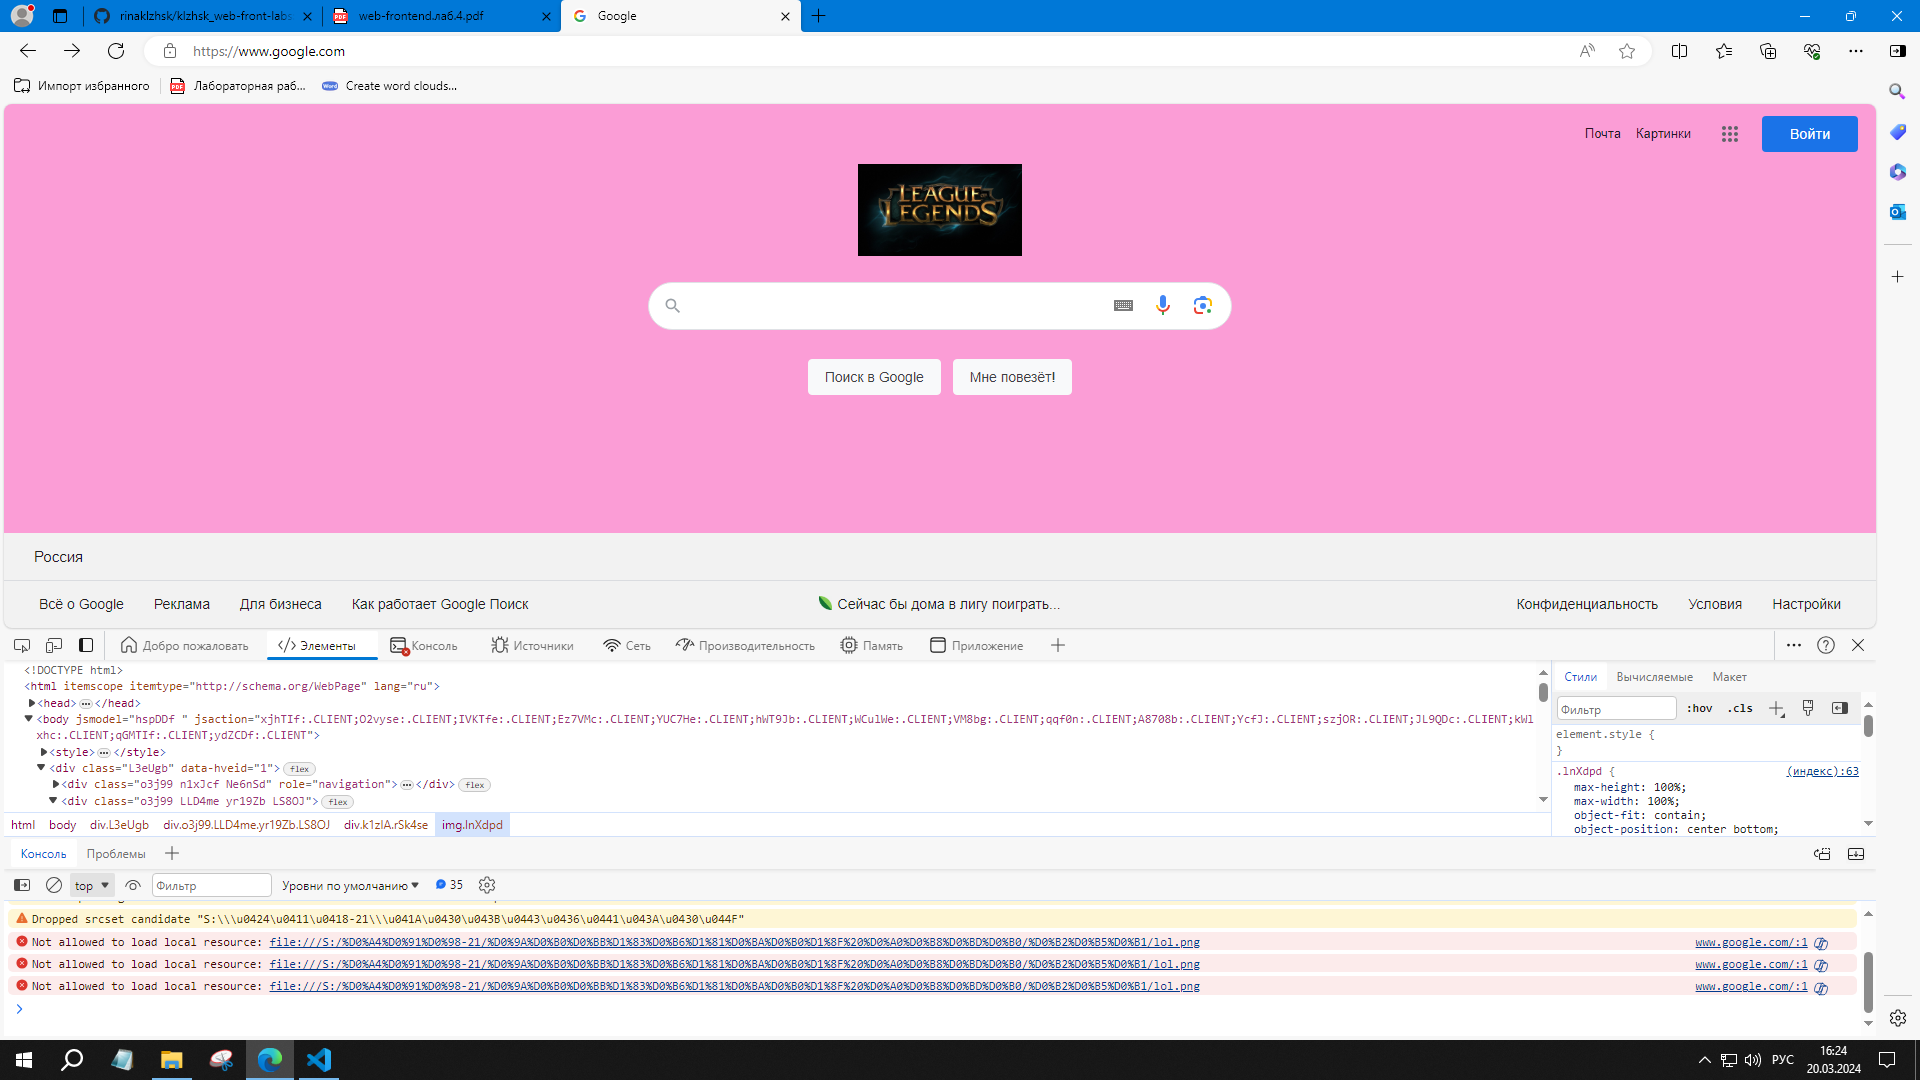 rinaklzhsk/klzhsk_web-front-labs
web-frontend.лаб.4.pdf
Google
https://www.google.com
Импорт избранного
Лабораторная раб...
Create word clouds...
Почта
Картинки
Войти
LEAGUE
OF
LEGENDS
Поиск в Google
Мне повезёт!
Россия
Всё о Google
Реклама
Для бизнеса
Как работает Google Поиск
Сейчас бы дома в лигу поиграть...
Конфиденциальность
Условия
Настройки
Добро пожаловать
Элементы
Консоль
Источники
Сеть
Производительность
Память
Приложение
<!DOCTYPE html>
<html itemscope itemtype="http://schema.org/WebPage" lang="ru">
<head> ⋯ </head>
<body jsmodel="hspDDf " jsaction="xjhTIf:.CLIENT;O2vyse:.CLIENT;IVKTfe:.CLIENT;Ez7VMc:.CLIENT;YUC7He:.CLIENT;hWT9Jb:.CLIENT;WCulWe:.CLIENT;VM8bg:.CLIENT;qqf0n:.CLIENT;A8708b:.CLIENT;YcfJ:.CLIENT;szjOR:.CLIENT;JL9QDc:.CLIENT;kWl
xhc:.CLIENT;qGMTIf:.CLIENT;ydZCDf:.CLIENT">
<style> ⋯ </style>
<div class="L3eUgb" data-hveid="1"> flex
<div class="o3j99 n1xJcf Ne6nSd" role="navigation"> ⋯ </div> flex
<div class="o3j99 LLD4me yr19Zb LS8OJ"> flex
html
body
div.L3eUgb
div.o3j99.LLD4me.yr19Zb.LS8OJ
div.k1zIA.rSk4se
img.lnXdpd
Стили
Вычисляемые
Макет
Фильтр
:hov
.cls
element.style {
}
.lnXdpd {
(индекс):63
max-height: 100%;
max-width: 100%;
object-fit: contain;
object-position: center bottom;
Консоль
Проблемы
top
Фильтр
Уровни по умолчанию
35
Dropped srcset candidate "S:\\\u0424\u0411\u0418-21\\\u041A\u0430\u043B\u0443\u0436\u0441\u043A\u0430\u044F"
Not allowed to load local resource: file:///S:/%D0%A4%D0%91%D0%98-21/%D0%9A%D0%B0%D0%BB%D1%83%D0%B6%D1%81%D0%BA%D0%B0%D1%8F%20%D0%A0%D0%B8%D0%BD%D0%B0/%D0%B2%D0%B5%D0%B1/lol.png
www.google.com/:1
Not allowed to load local resource: file:///S:/%D0%A4%D0%91%D0%98-21/%D0%9A%D0%B0%D0%BB%D1%83%D0%B6%D1%81%D0%BA%D0%B0%D1%8F%20%D0%A0%D0%B8%D0%BD%D0%B0/%D0%B2%D0%B5%D0%B1/lol.png
www.google.com/:1
Not allowed to load local resource: file:///S:/%D0%A4%D0%91%D0%98-21/%D0%9A%D0%B0%D0%BB%D1%83%D0%B6%D1%81%D0%BA%D0%B0%D1%8F%20%D0%A0%D0%B8%D0%BD%D0%B0/%D0%B2%D0%B5%D0%B1/lol.png
www.google.com/:1
РУС
16:24
20.03.2024